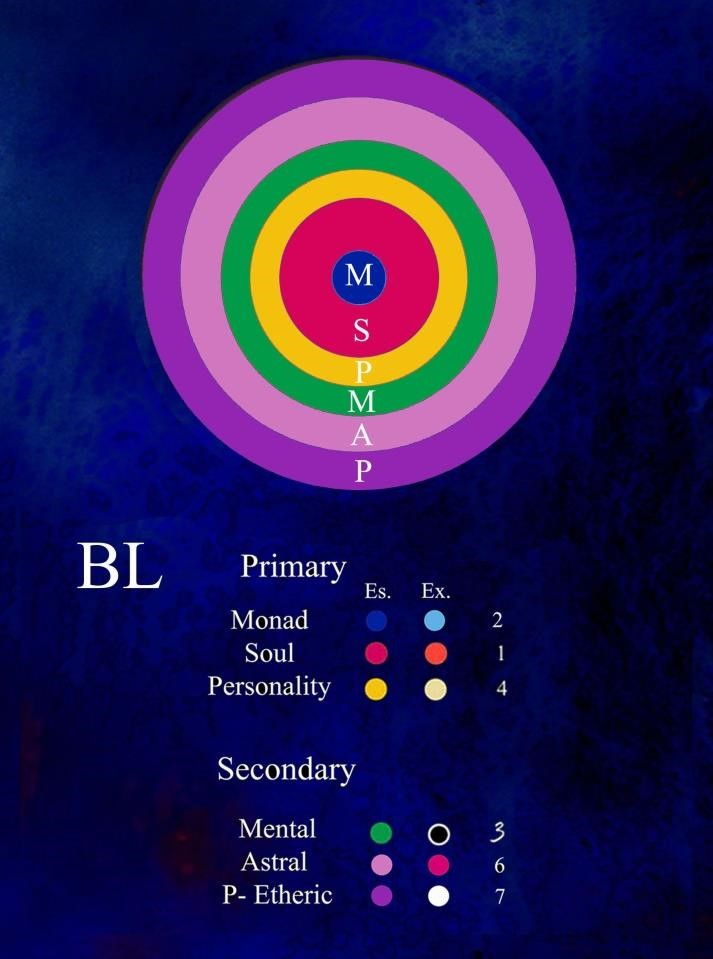 M
S
P
M
A
P
BL
Primary
Es. Ex.
Monad 2
Soul 1
Personality 4
Secondary
Mental 3
Astral 6
P- Etheric 7